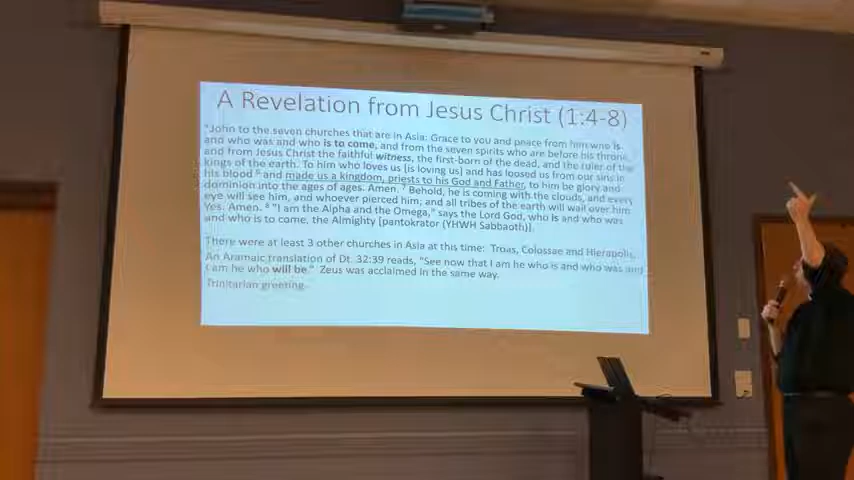 A Revelation from Jesus Christ (1:4-8)
"John to the seven churches that are in Asia: Grace to you and peace from him who is
and who was and who is to come, and from the seven spirits who are before his throne,
and from Jesus Christ the faithful witness, the first-born of the dead, and the ruler of the
kings of the earth. To him who loves us [is loving us] and has loosed us from our sins in
his blood ⁶ and made us a kingdom, priests to his God and Father, to him be glory and
dominion into the ages of ages. Amen. ⁷ Behold, he is coming with the clouds, and every
eye will see him, and whoever pierced him, and all tribes of the earth will wail over him.
Yes. Amen. ⁸ "I am the Alpha and the Omega," says the Lord God, who is and who was
and who is to come, the Almighty [pantokrator (YHWH Sabbaoth)].
There were at least 3 other churches in Asia at this time: Troas, Colossae and Hierapolis.
An Aramaic translation of Dt. 32:39 reads, "See now that I am he who is and who was and
I am he who will be." Zeus was acclaimed in the same way.
Trinitarian greeting.